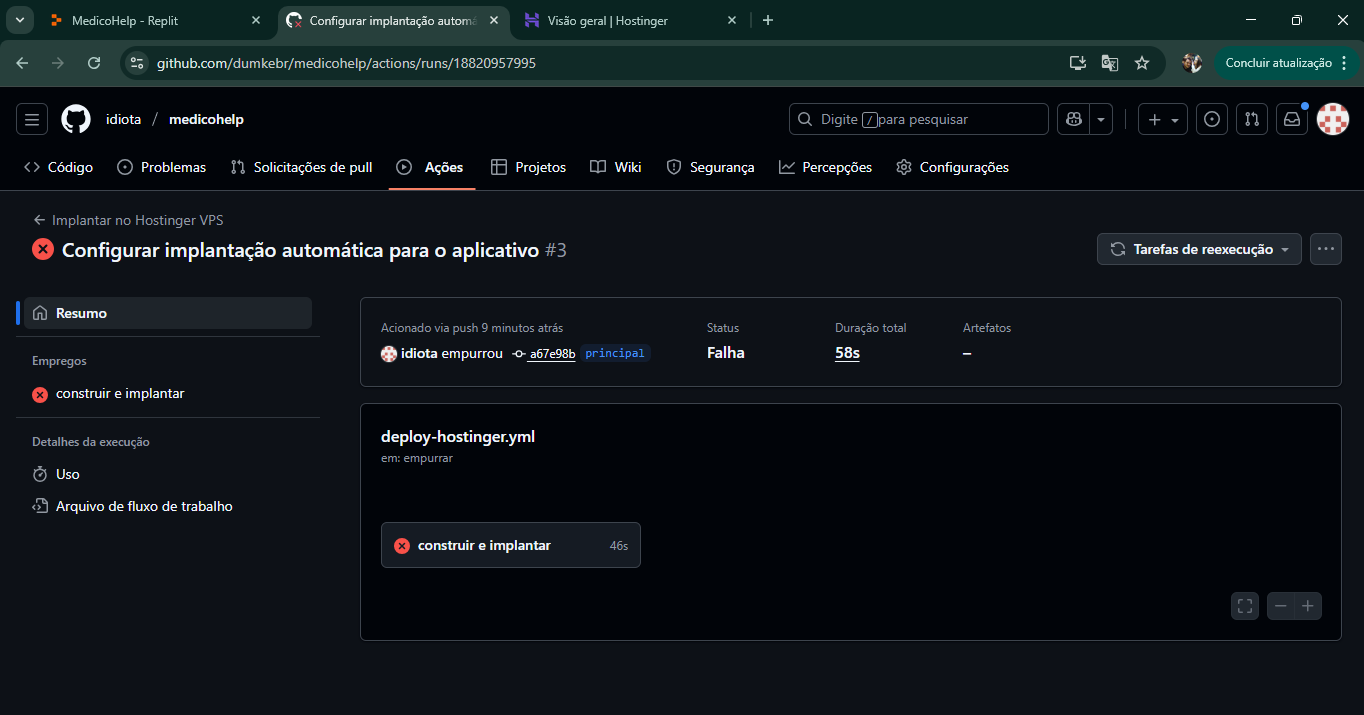 MedicoHelp - Replit
Configurar implantação automá
Visão geral | Hostinger
github.com/dumkebr/medicohelp/actions/runs/18820957995
Concluir atualização
idiota / medicohelp
Digite / para pesquisar
Código
Problemas
Solicitações de pull
Ações
Projetos
Wiki
Segurança
Percepções
Configurações
Implantar no Hostinger VPS
Configurar implantação automática para o aplicativo #3
Tarefas de reexecução
Resumo
Empregos
construir e implantar
Detalhes da execução
Uso
Arquivo de fluxo de trabalho
Acionado via push 9 minutos atrás
idiota empurrou a67e98b principal
Status
Falha
Duração total
58s
Artefatos
–
deploy-hostinger.yml
em: empurrar
construir e implantar 46s